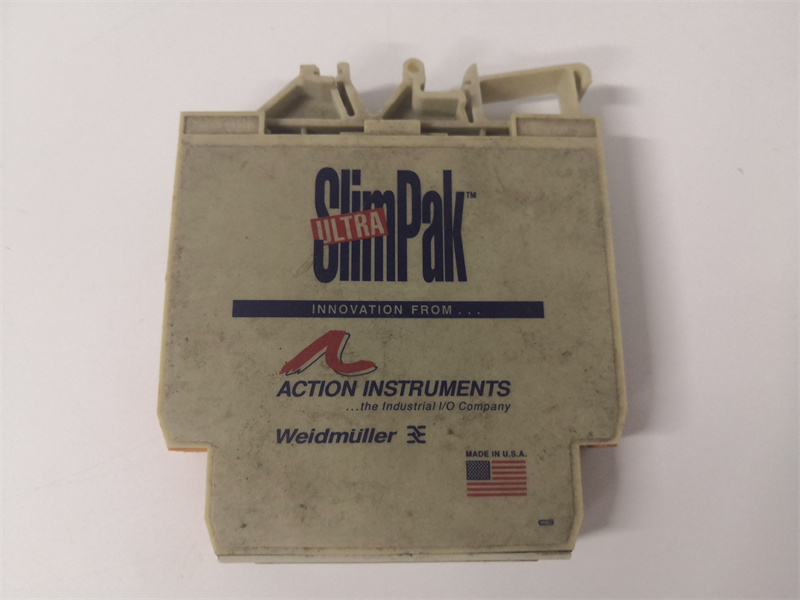 SlimPak™
ULTRA
INNOVATION FROM...
ACTION INSTRUMENTS
...the Industrial I/O Company
Weidmüller
MADE IN U.S.A.